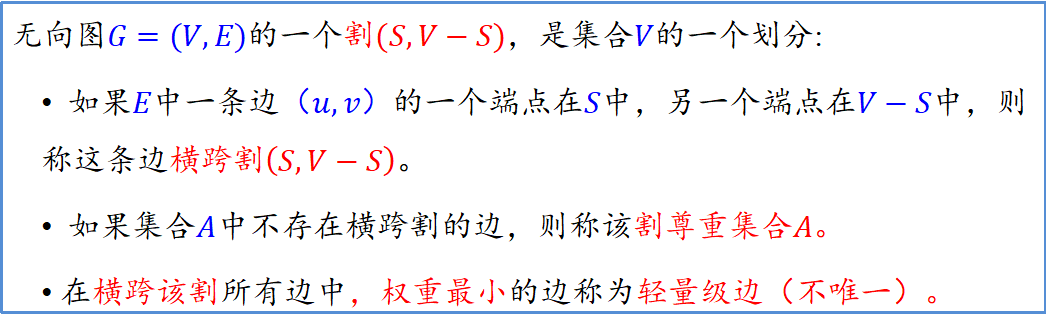 无向图G = (V, E)的一个割(S, V − S)，是集合V的一个划分:
• 如果E中一条边（u, v）的一个端点在S中，另一个端点在V − S中，则
称这条边横跨割(S, V − S)。
• 如果集合A中不存在横跨割的边，则称该割尊重集合A。
• 在横跨该割所有边中，权重最小的边称为轻量级边（不唯一）。